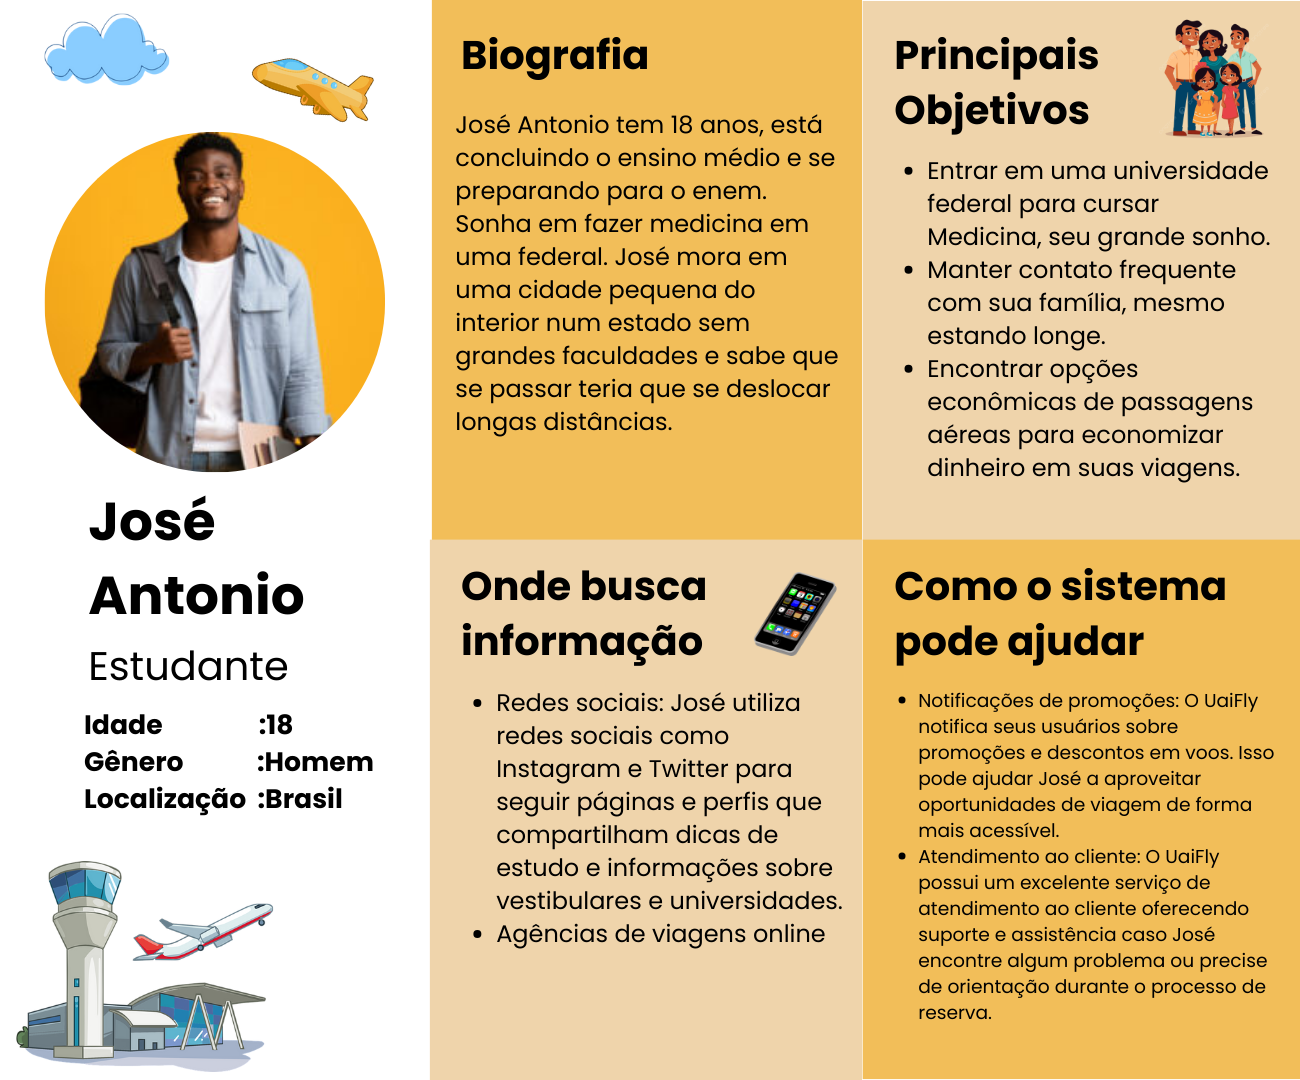 José
Antonio
Estudante
Idade :18
Gênero :Homem
Localização :Brasil
Biografia
José Antonio tem 18 anos, está
concluindo o ensino médio e se
preparando para o enem.
Sonha em fazer medicina em
uma federal. José mora em
uma cidade pequena do
interior num estado sem
grandes faculdades e sabe que
se passar teria que se deslocar
longas distâncias.
Principais
Objetivos
• Entrar em uma universidade
federal para cursar
Medicina, seu grande sonho.
• Manter contato frequente
com sua família, mesmo
estando longe.
• Encontrar opções
econômicas de passagens
aéreas para economizar
dinheiro em suas viagens.
Onde busca
informação
• Redes sociais: José utiliza
redes sociais como
Instagram e Twitter para
seguir páginas e perfis que
compartilham dicas de
estudo e informações sobre
vestibulares e universidades.
• Agências de viagens online
Como o sistema
pode ajudar
• Notificações de promoções: O UaiFly
notifica seus usuários sobre
promoções e descontos em voos. Isso
pode ajudar José a aproveitar
oportunidades de viagem de forma
mais acessível.
• Atendimento ao cliente: O UaiFly
possui um excelente serviço de
atendimento ao cliente oferecendo
suporte e assistência caso José
encontre algum problema ou precise
de orientação durante o processo de
reserva.